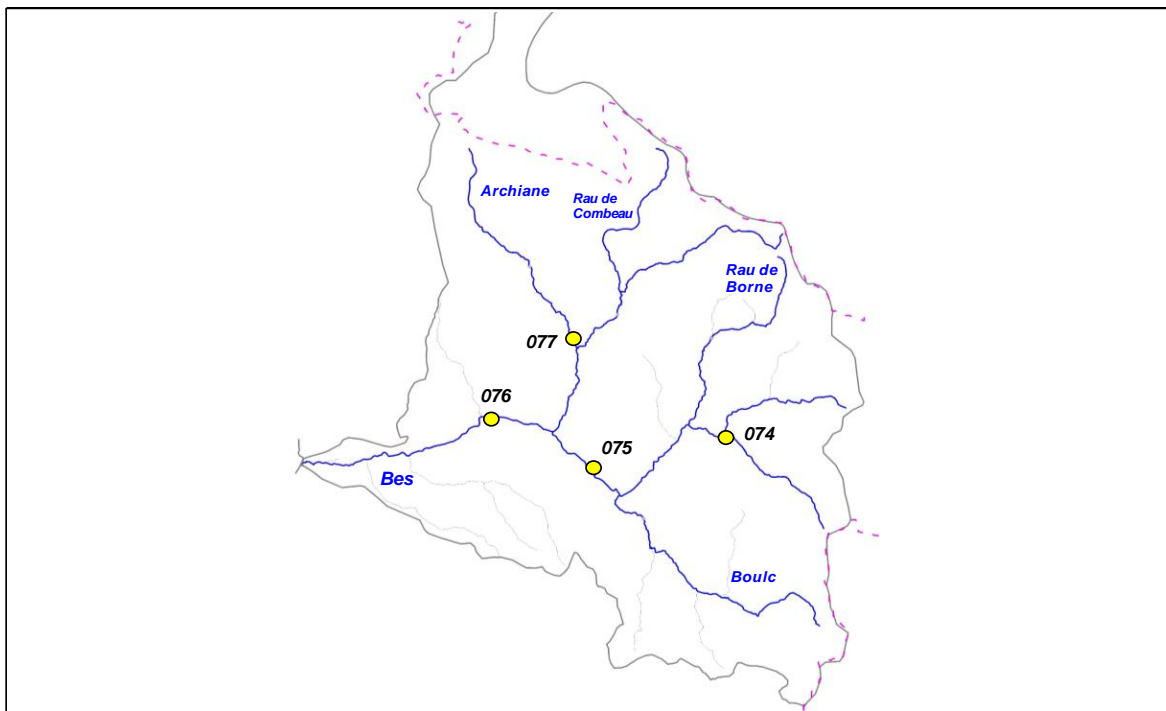 Archiane
Rau de
Combeau
Rau de
Borne
077
076
075
074
Bes
Boulc